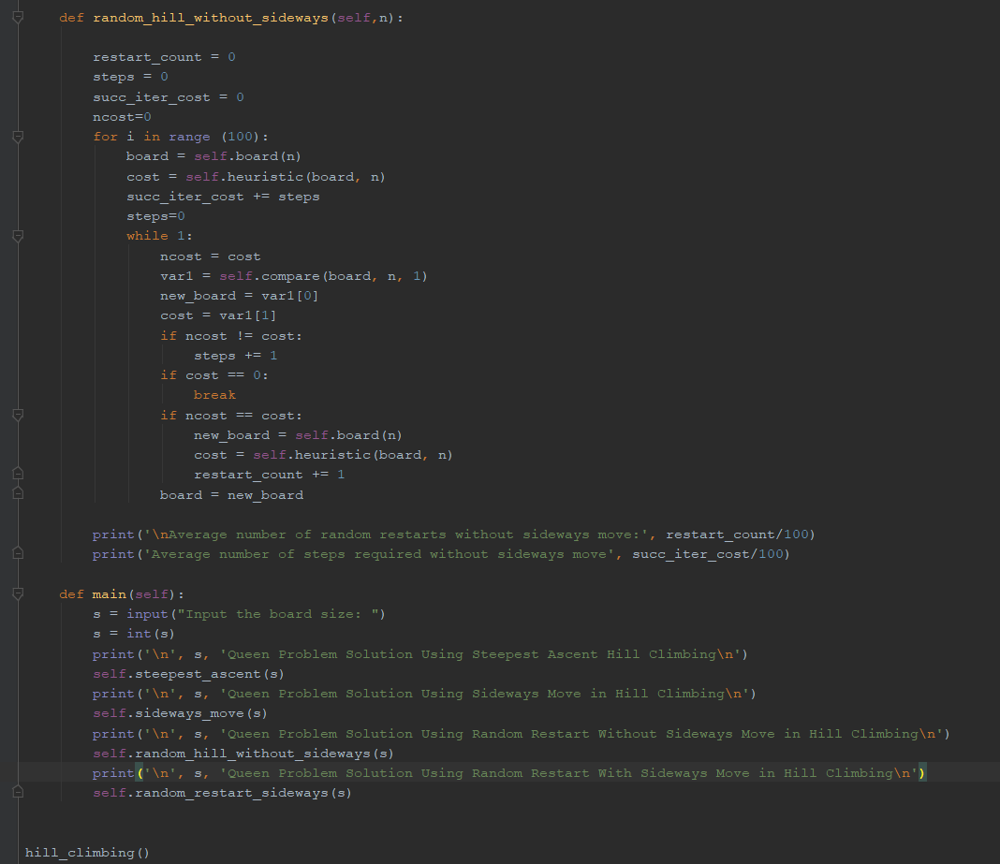 def random_hill_without_sideways(self,n):
restart_count = 0
steps = 0
succ_iter_cost = 0
ncost=0
for i in range (100):
board = self.board(n)
cost = self.heuristic(board, n)
succ_iter_cost += steps
steps=0
while 1:
ncost = cost
var1 = self.compare(board, n, 1)
new_board = var1[0]
cost = var1[1]
if ncost != cost:
steps += 1
if cost == 0:
break
if ncost == cost:
new_board = self.board(n)
cost = self.heuristic(board, n)
restart_count += 1
board = new_board
print('\nAverage number of random restarts without sideways move:', restart_count/100)
print('Average number of steps required without sideways move', succ_iter_cost/100)
def main(self):
s = input("Input the board size: ")
s = int(s)
print('\n', s, 'Queen Problem Solution Using Steepest Ascent Hill Climbing\n')
self.steepest_ascent(s)
print('\n', s, 'Queen Problem Solution Using Sideways Move in Hill Climbing\n')
self.sideways_move(s)
print('\n', s, 'Queen Problem Solution Using Random Restart Without Sideways Move in Hill Climbing\n')
self.random_hill_without_sideways(s)
print('\n', s, 'Queen Problem Solution Using Random Restart With Sideways Move in Hill Climbing\n')
self.random_restart_sideways(s)
hill_climbing()